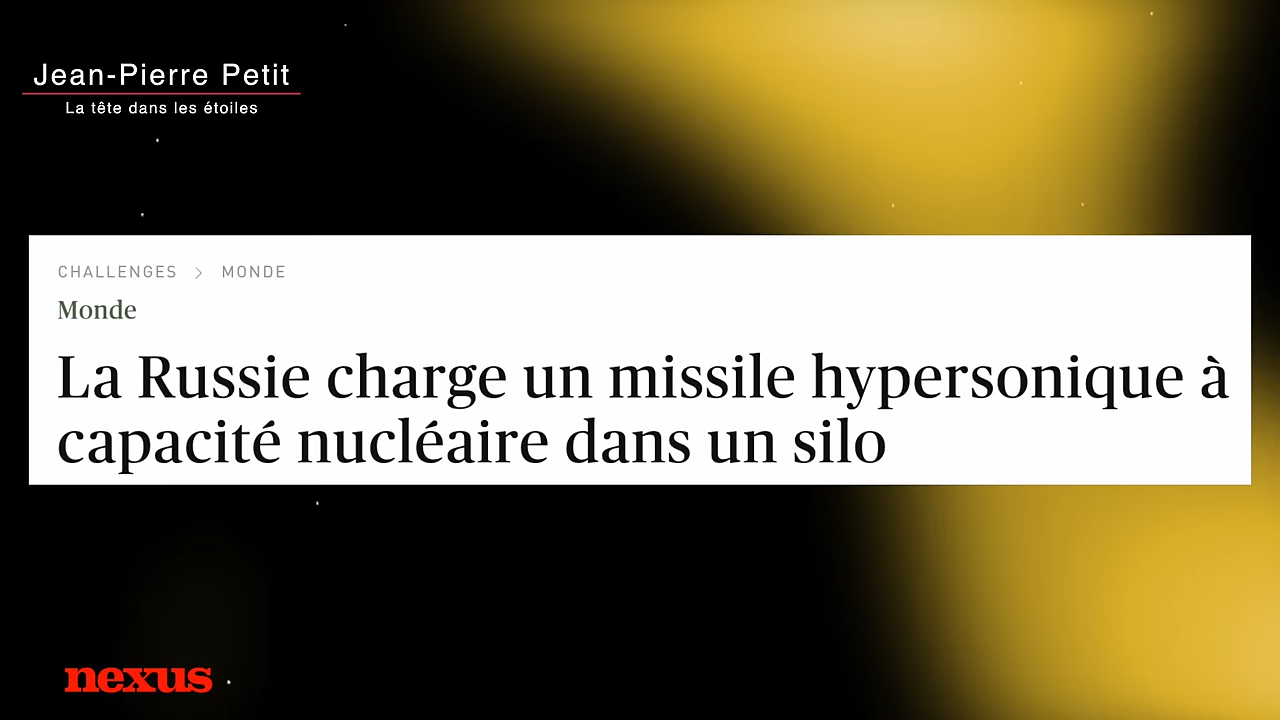 Jean-Pierre Petit
La tête dans les étoiles
CHALLENGES > MONDE
Monde
La Russie charge un missile hypersonique à
capacité nucléaire dans un silo
nexus